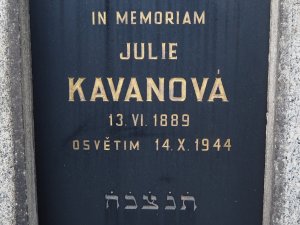 IN MEMORIAM
JULIE
KAVANOVÁ
13. VI. 1889
OSVĚTIM 14. X. 1944
תנצבה